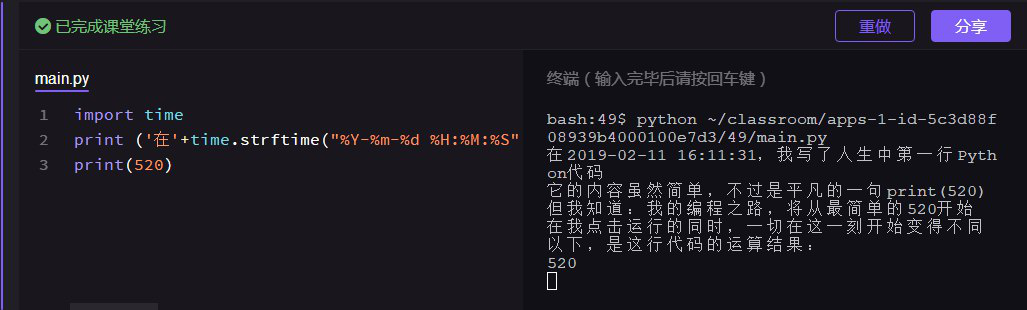 已完成课堂练习
重做
分享
main.py
1 import time
2 print ('在'+time.strftime("%Y-%m-%d %H:%M:%S"
3 print(520)
终端（输入完毕后请按回车键）
bash:49$ python ~/classroom/apps-1-id-5c3d88f
08939b4000100e7d3/49/main.py
在2019-02-11 16:11:31，我写了人生中第一行Pyth
on代码
它的内容虽然简单，不过是平凡的一句print(520)
但我知道：我的编程之路，将从最简单的520开始
在我点击运行的同时，一切在这一刻开始变得不同
以下，是这行代码的运算结果：
520